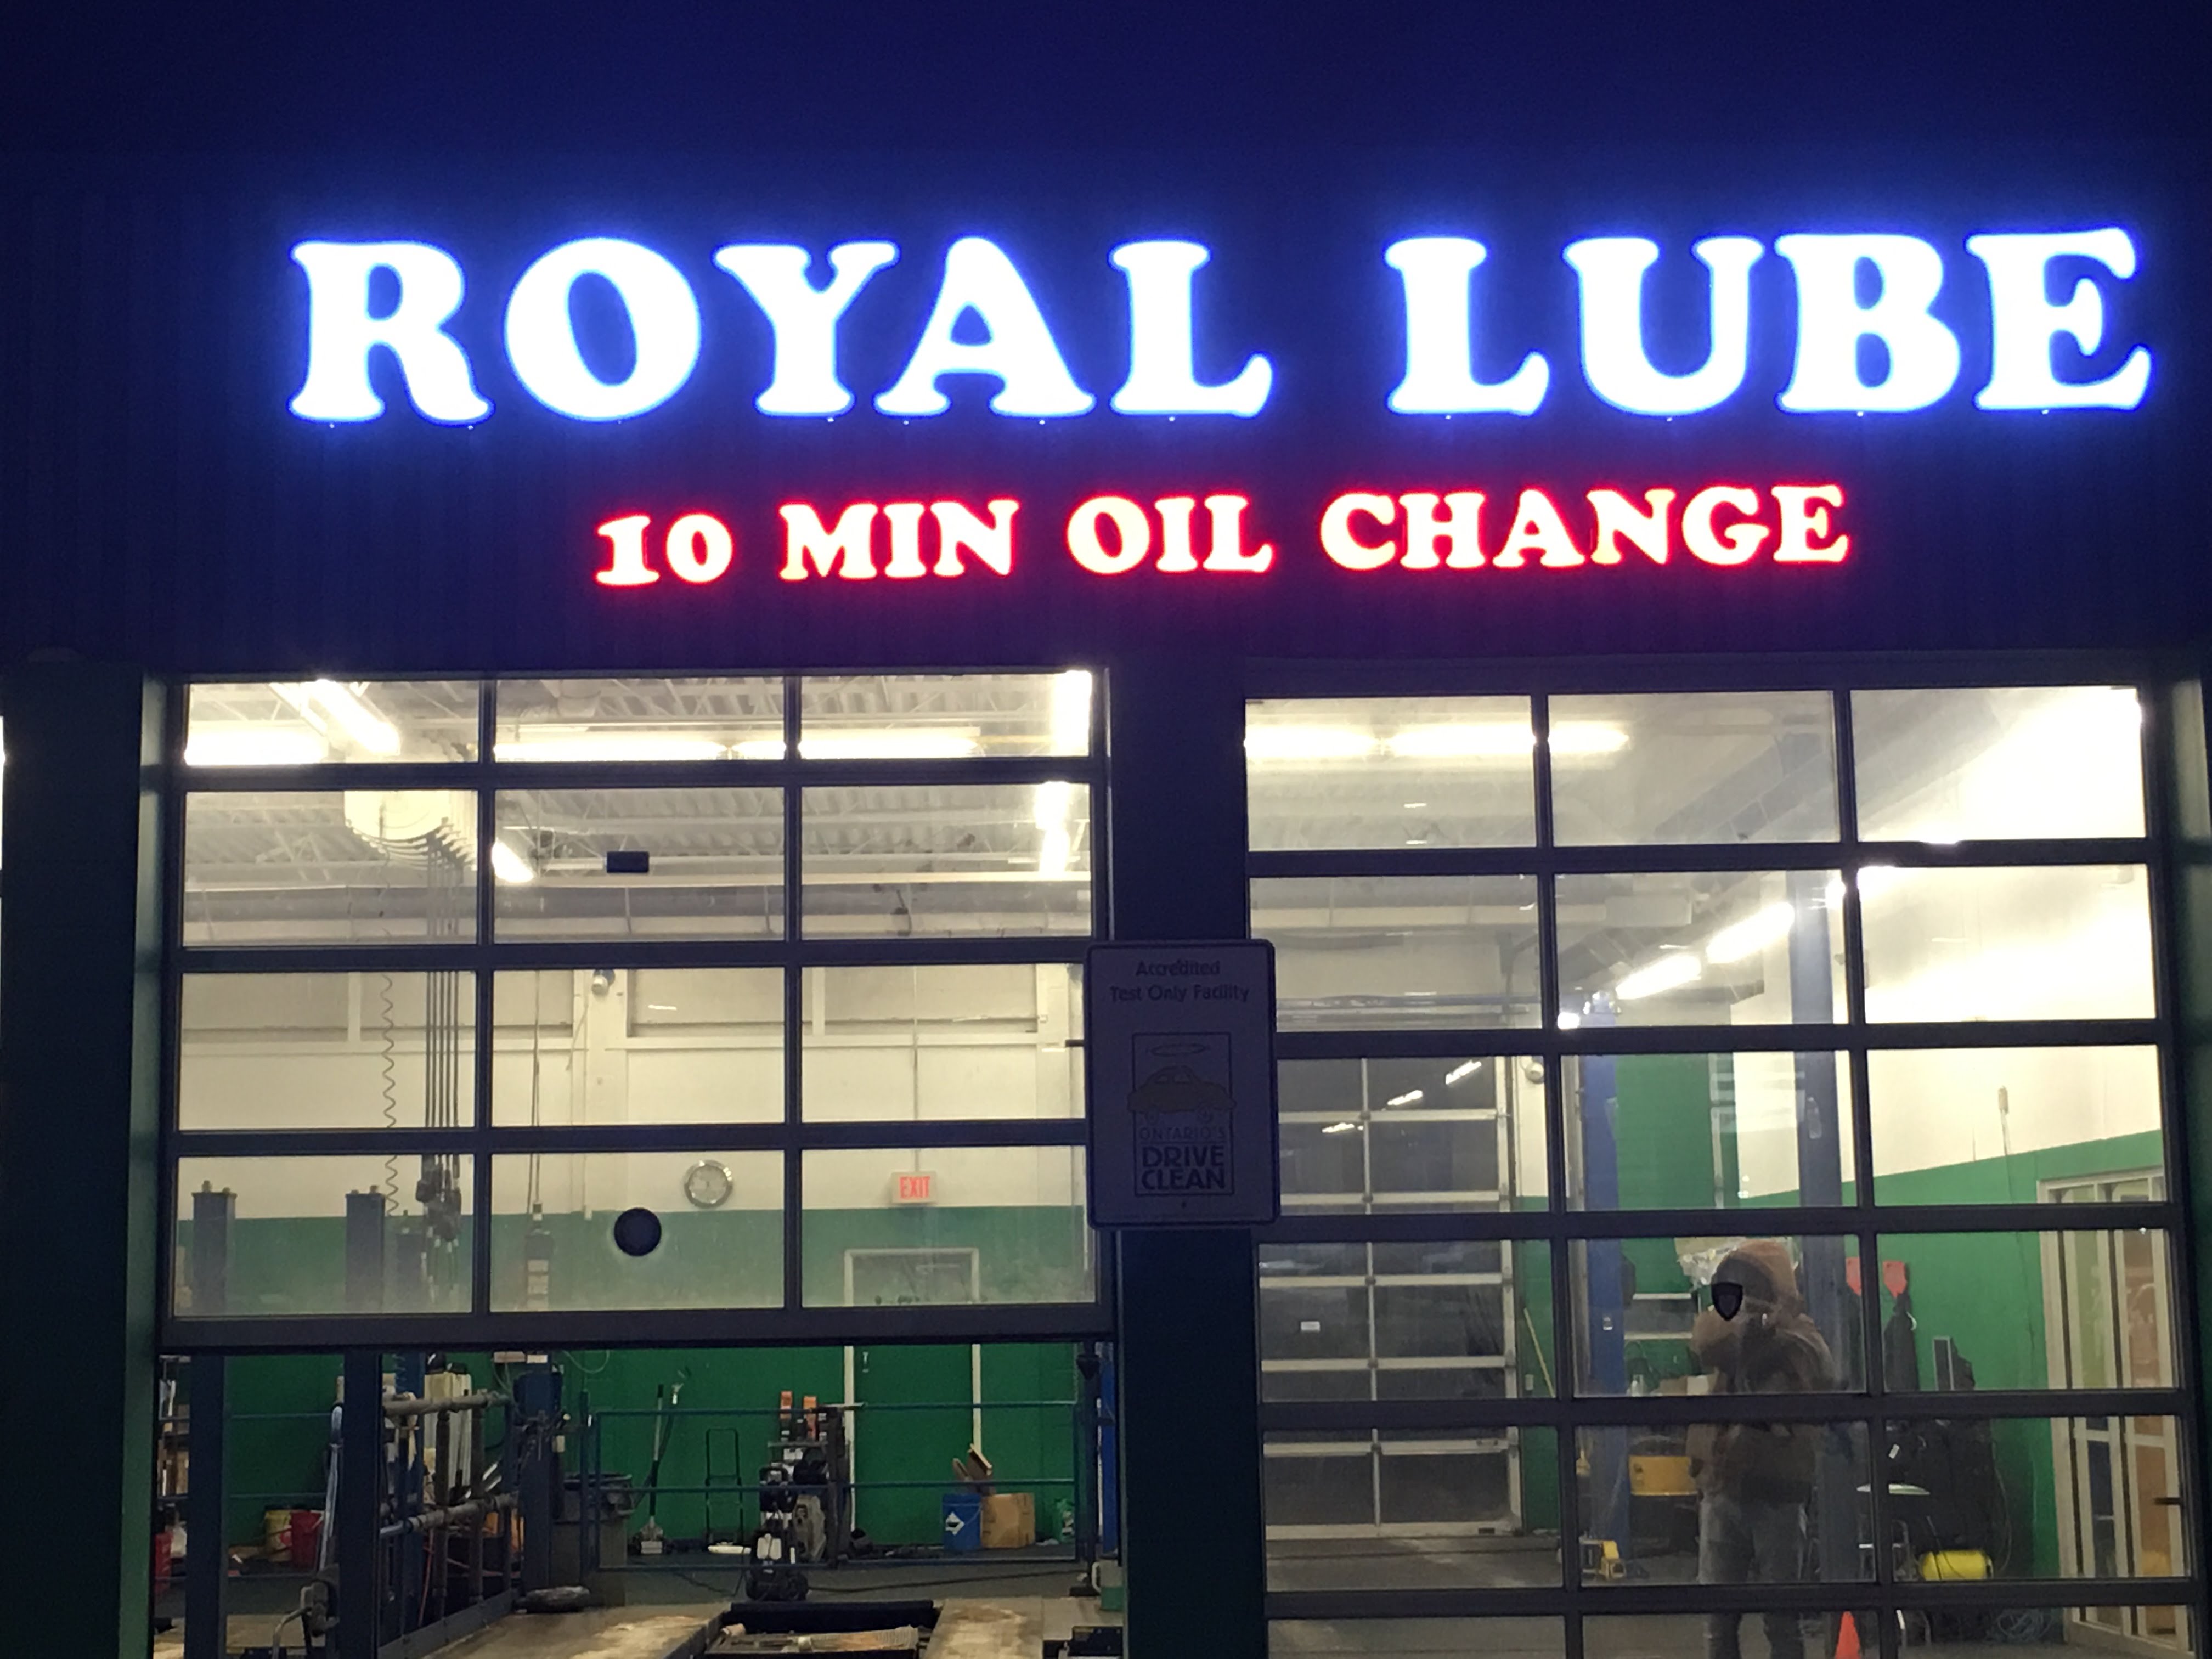 ROYAL LUBE
10 MIN OIL CHANGE
Accredited
Test Only Facility
ONTARIO'S
DRIVE
CLEAN
EXIT